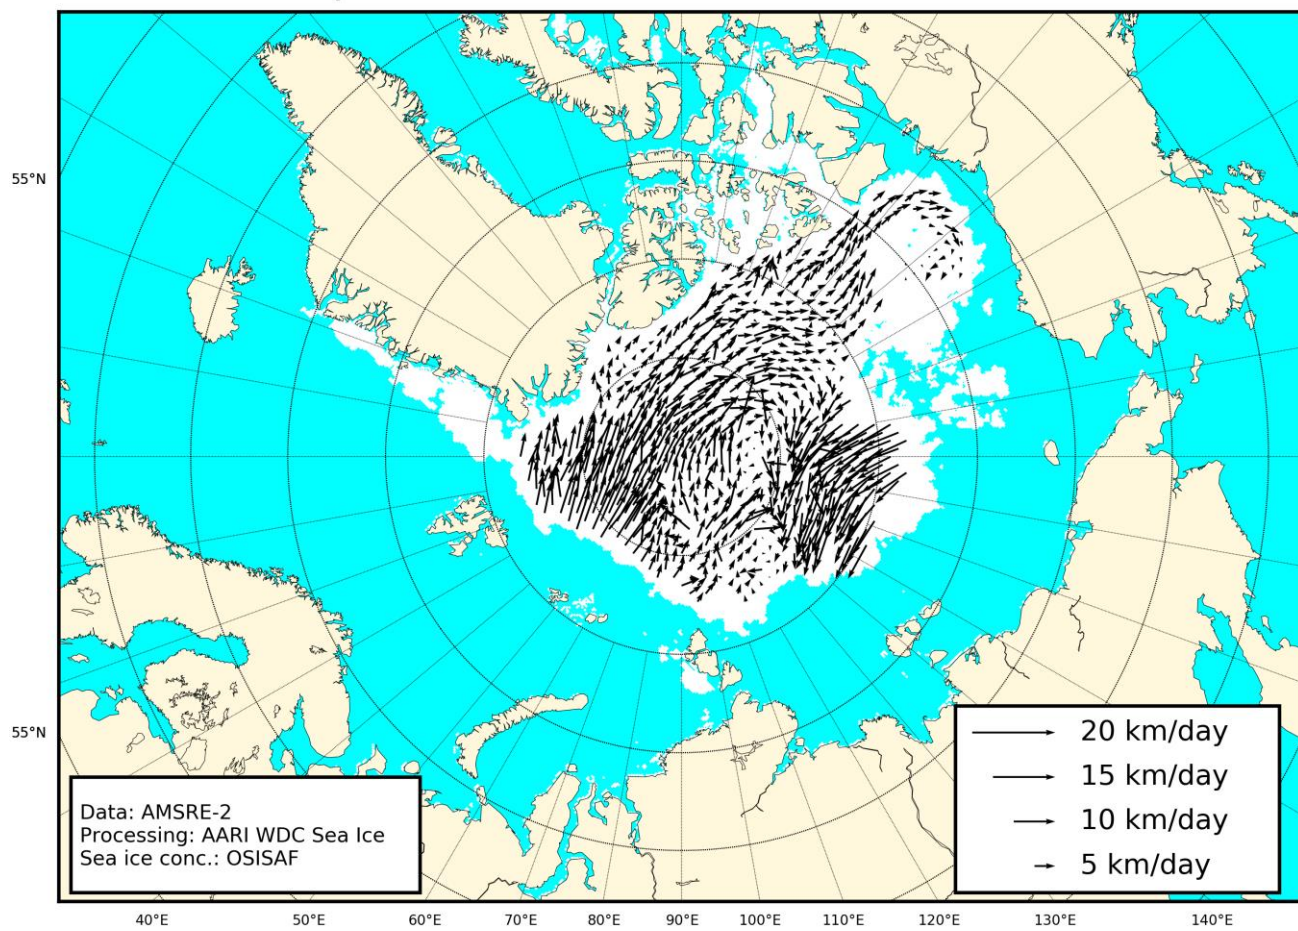 55°N
55°N
Data: AMSRE-2
Processing: AARI WDC Sea Ice
Sea ice conc.: OSISAF
20 km/day
15 km/day
10 km/day
5 km/day
40°E 50°E 60°E 70°E 80°E 90°E 100°E 110°E 120°E 130°E 140°E